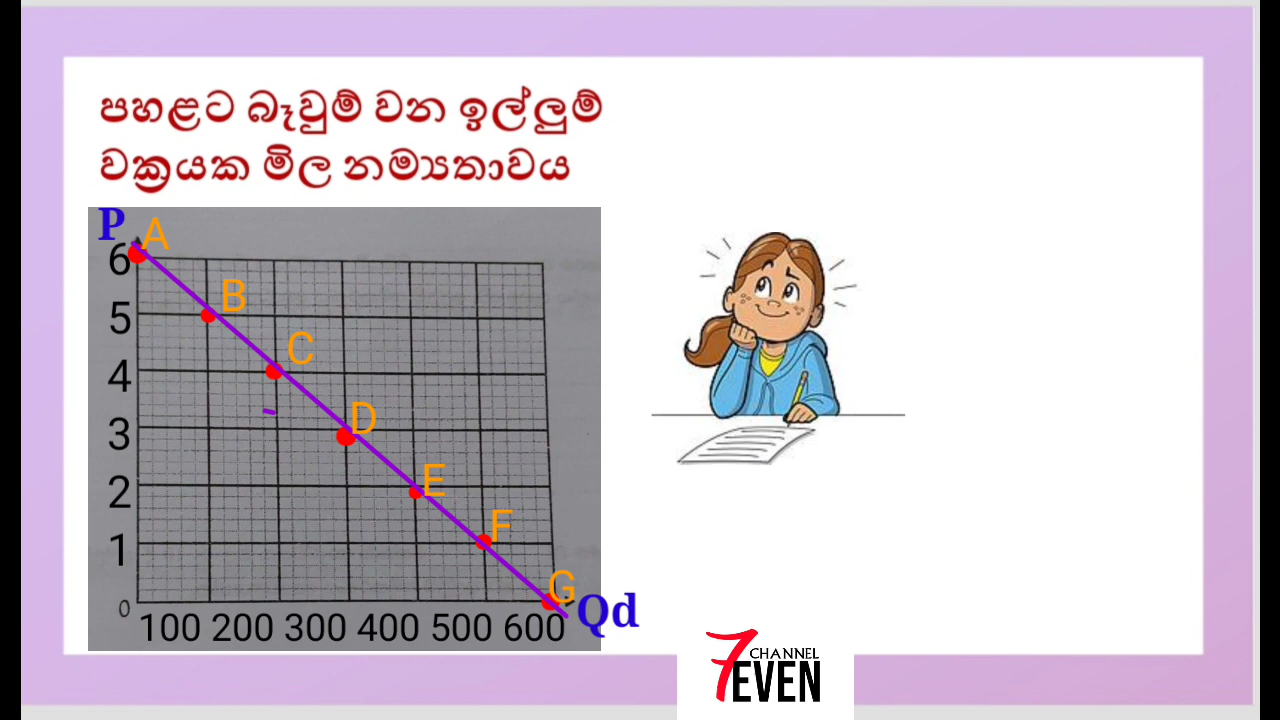 පහළට බෑවුම් වන ඉල්ලුම්
වක්‍රයක මිල නම්‍යතාවය
P
A
6
B
5
C
4
D
3
E
2
F
1
G
0
Qd
100 200 300 400 500 600
7 CHANNEL
EVEN